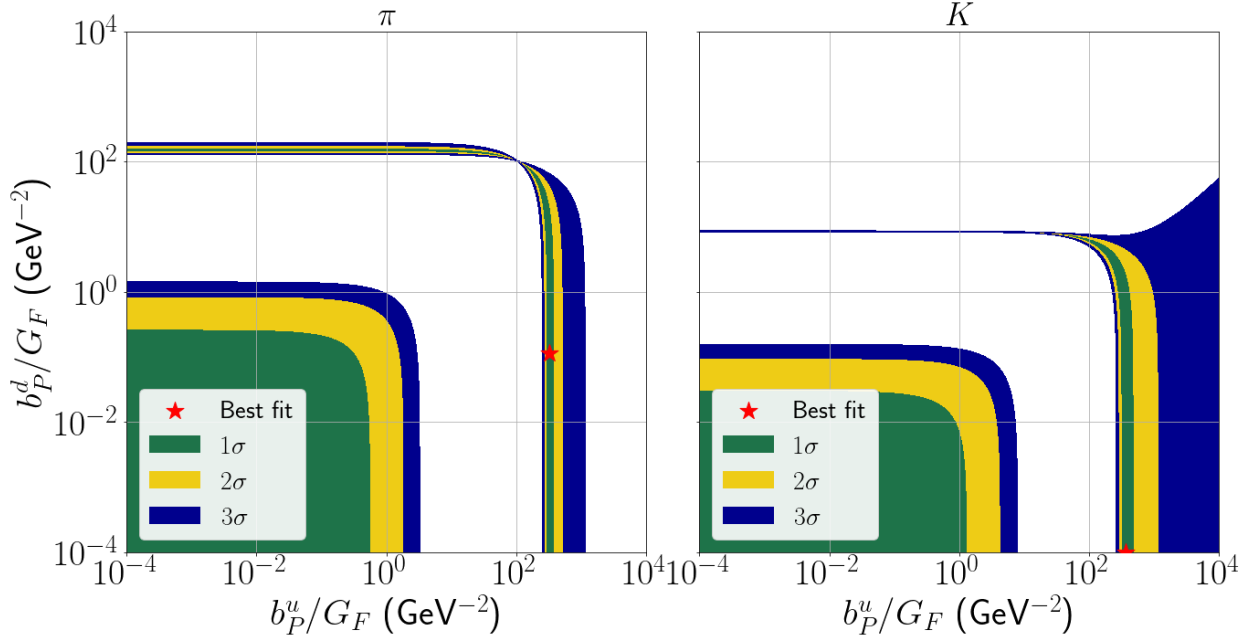 π
K
10^4
10^2
10^0
10^-2
10^-4
b_P^d/G_F (GeV^-2)
Best fit
1σ
2σ
3σ
Best fit
1σ
2σ
3σ
10^-4 10^-2 10^0 10^2 10^4
10^-4 10^-2 10^0 10^2 10^4
b_P^u/G_F (GeV^-2)
b_P^u/G_F (GeV^-2)